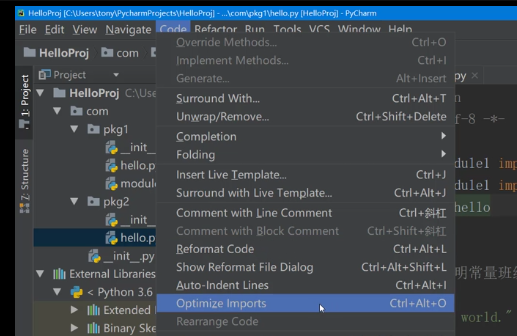 HelloProj [C:\Users\tony\PycharmProjects\HelloProj] - ...\com\pkg1\hello.py [HelloProj] - PyCharm
File Edit View Navigate Code Refactor Run Tools VCS Window Help
HelloProj com
Override Methods... Ctrl+O
Implement Methods... Ctrl+I
Generate... Alt+Insert
Surround With... Ctrl+Alt+T
Unwrap/Remove... Ctrl+Shift+Delete
Completion
Folding
Insert Live Template... Ctrl+J
Surround with Live Template... Ctrl+Alt+J
Comment with Line Comment Ctrl+斜杠
Comment with Block Comment Ctrl+Shift+斜杠
Reformat Code Ctrl+Alt+L
Show Reformat File Dialog Ctrl+Alt+Shift+L
Auto-Indent Lines Ctrl+Alt+I
Optimize Imports Ctrl+Alt+O
Rearrange Code
1: Project
Z: Structure
Project
HelloProj C:\Use
com
pkg1
__init_
hello.p
module
pkg2
__init_
hello.p
__init__.py
External Libraries
< Python 3.6
Extended
Binary Ske
py
f-8 -*-
dule1 imp
dule1 imp
hello
明常量班级
world."